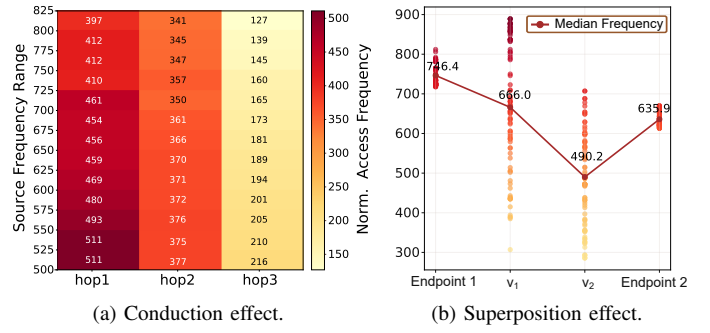 825
800
775
750
725
700
675
650
625
600
575
550
525
500
Source Frequency Range
397 341 127
412 345 139
412 347 145
410 357 160
461 350 165
454 361 173
456 366 181
459 370 189
469 371 194
480 372 201
493 376 205
511 375 210
511 377 216
hop1 hop2 hop3
500
450
400
350
300
250
200
150
Norm. Access Frequency
(a) Conduction effect.
900
800
700
600
500
400
300
Median Frequency
746.4
666.0
490.2
635.9
Endpoint 1 v1 v2 Endpoint 2
(b) Superposition effect.